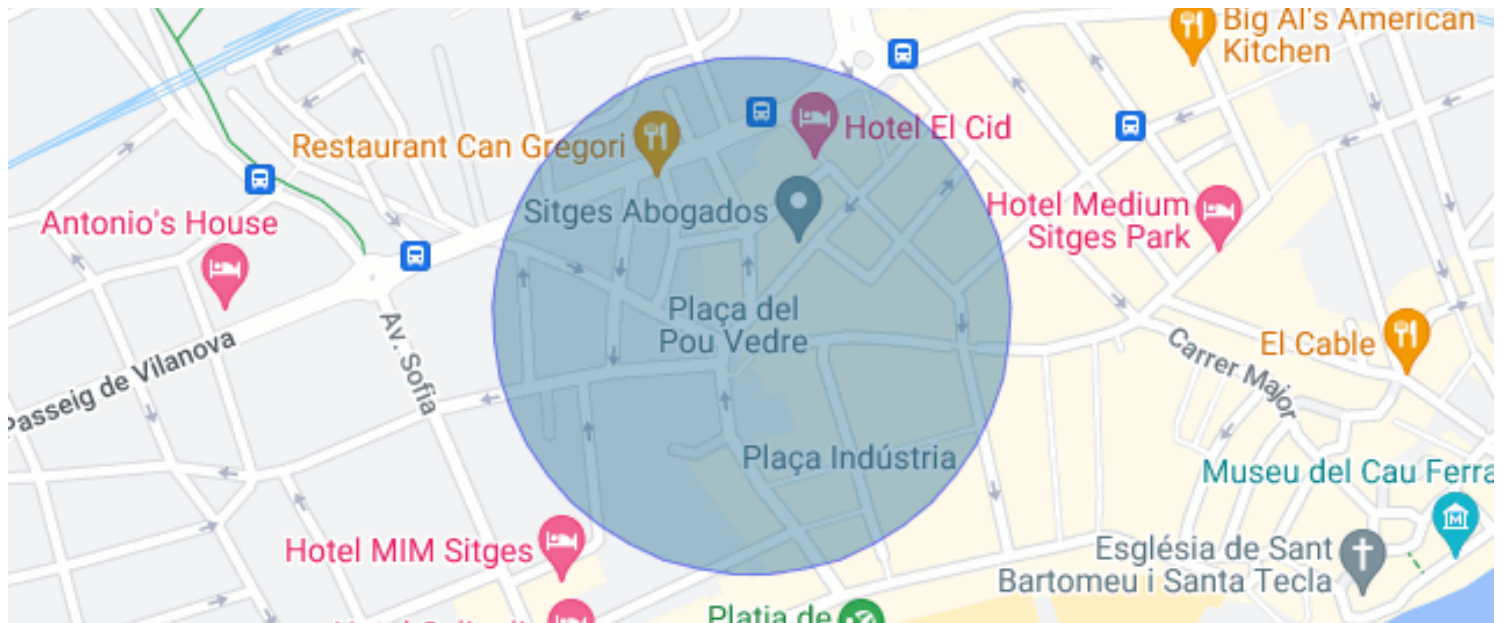 Big Al's American
Kitchen
Hotel El Cid
Restaurant Can Gregori
Sitges Abogados
Hotel Medium
Sitges Park
Antonio's House
Plaça del
Pou Vedre
Av. Sofia
Passeig de Vilanova
El Cable
Carrer Major
Plaça Indústria
Museu del Cau Ferra
Hotel MIM Sitges
Església de Sant
Bartomeu i Santa Tecla
Platja de